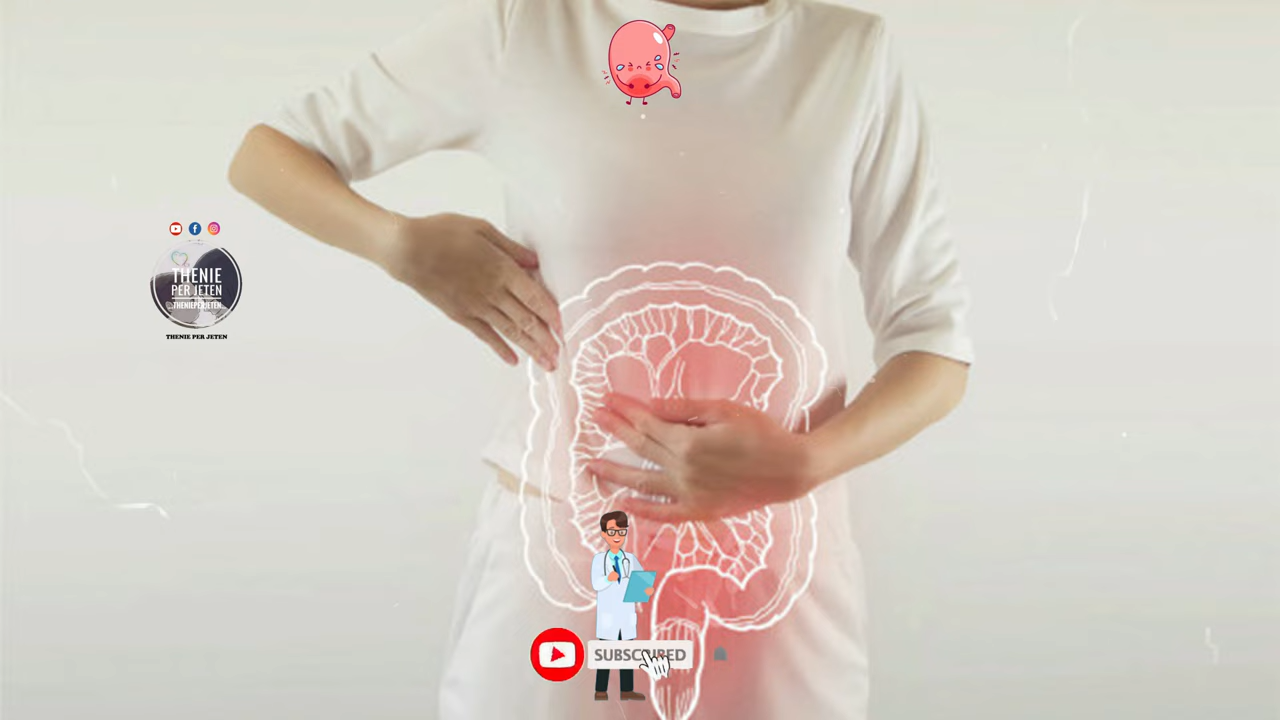 THENIE
PER JETEN
@THENIEPERJETEN
THENIE PER JETEN
SUBSCRIBED